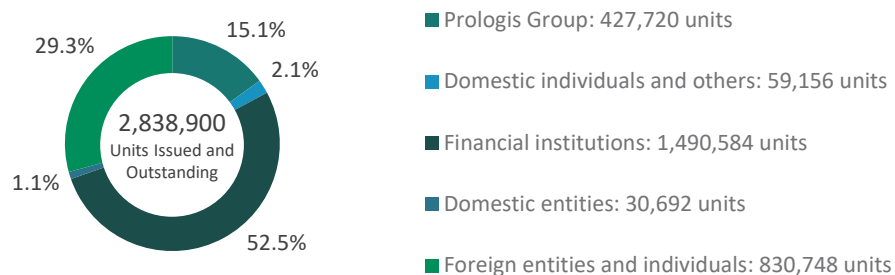 29.3%
15.1%
2.1%
2,838,900
Units Issued and
Outstanding
1.1%
52.5%
Prologis Group: 427,720 units
Domestic individuals and others: 59,156 units
Financial institutions: 1,490,584 units
Domestic entities: 30,692 units
Foreign entities and individuals: 830,748 units